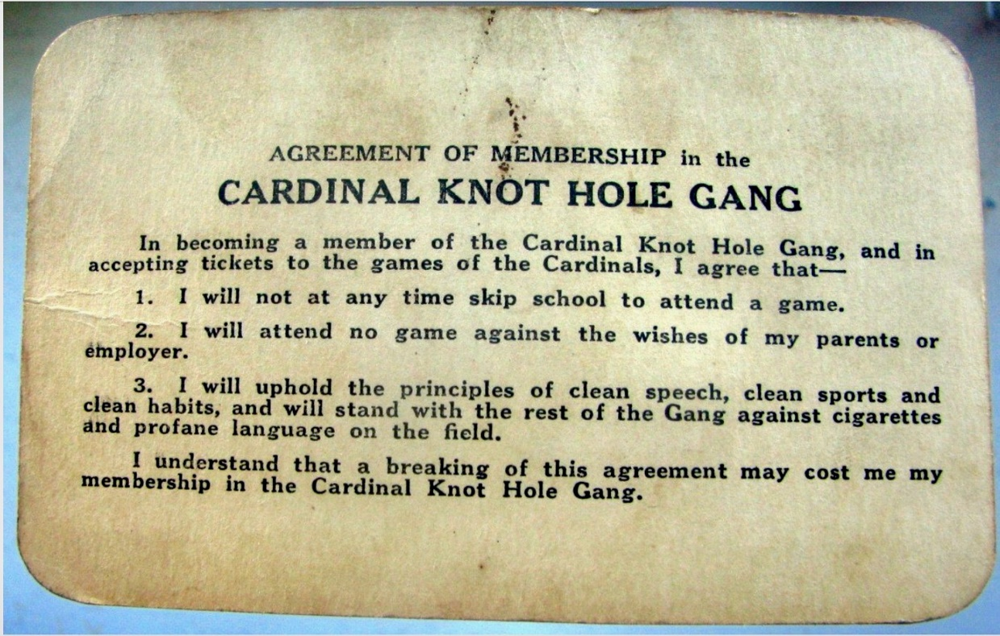 AGREEMENT OF MEMBERSHIP in the
CARDINAL KNOT HOLE GANG
In becoming a member of the Cardinal Knot Hole Gang, and in
accepting tickets to the games of the Cardinals, I agree that—
1. I will not at any time skip school to attend a game.
2. I will attend no game against the wishes of my parents or
employer.
3. I will uphold the principles of clean speech, clean sports and
clean habits, and will stand with the rest of the Gang against cigarettes
and profane language on the field.
I understand that a breaking of this agreement may cost me my
membership in the Cardinal Knot Hole Gang.